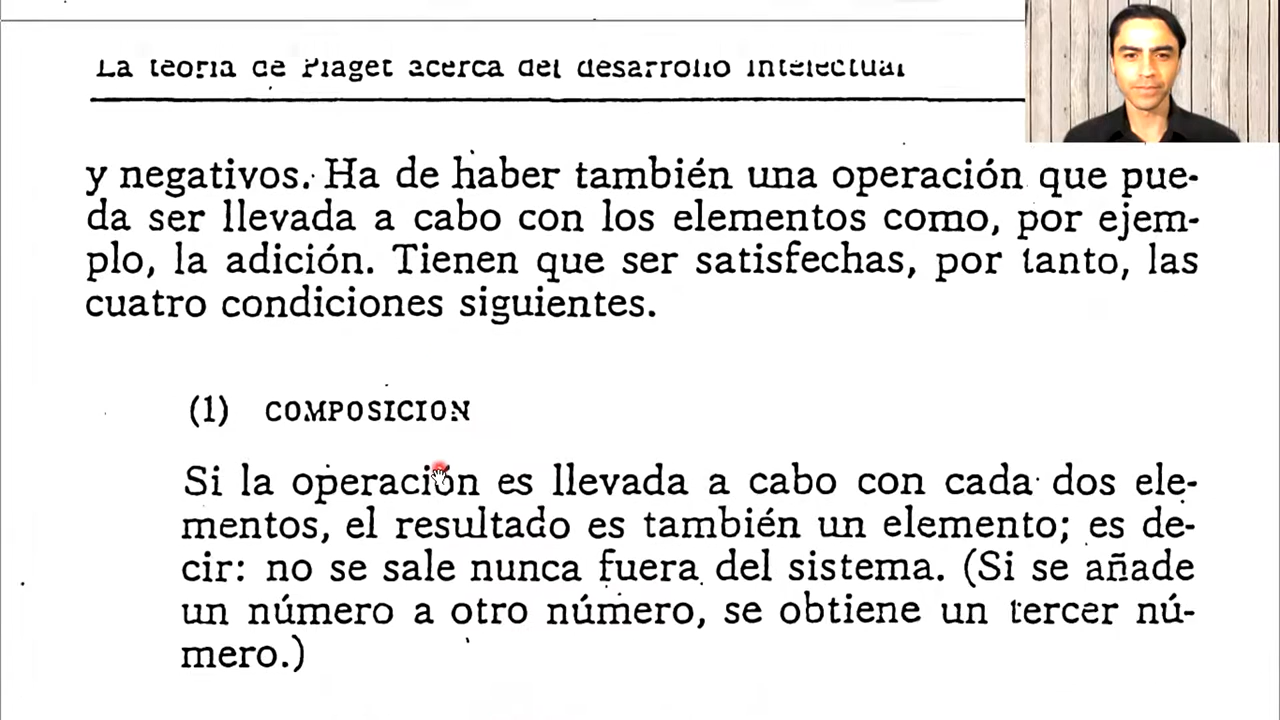 La teoría de Piaget acerca del desarrollo intelectual
y negativos. Ha de haber también una operación que pue-
da ser llevada a cabo con los elementos como, por ejem-
plo, la adición. Tienen que ser satisfechas, por tanto, las
cuatro condiciones siguientes.
(1) COMPOSICION
Si la operación es llevada a cabo con cada dos ele-
mentos, el resultado es también un elemento; es de-
cir: no se sale nunca fuera del sistema. (Si se añade
un número a otro número, se obtiene un tercer nú-
mero.)